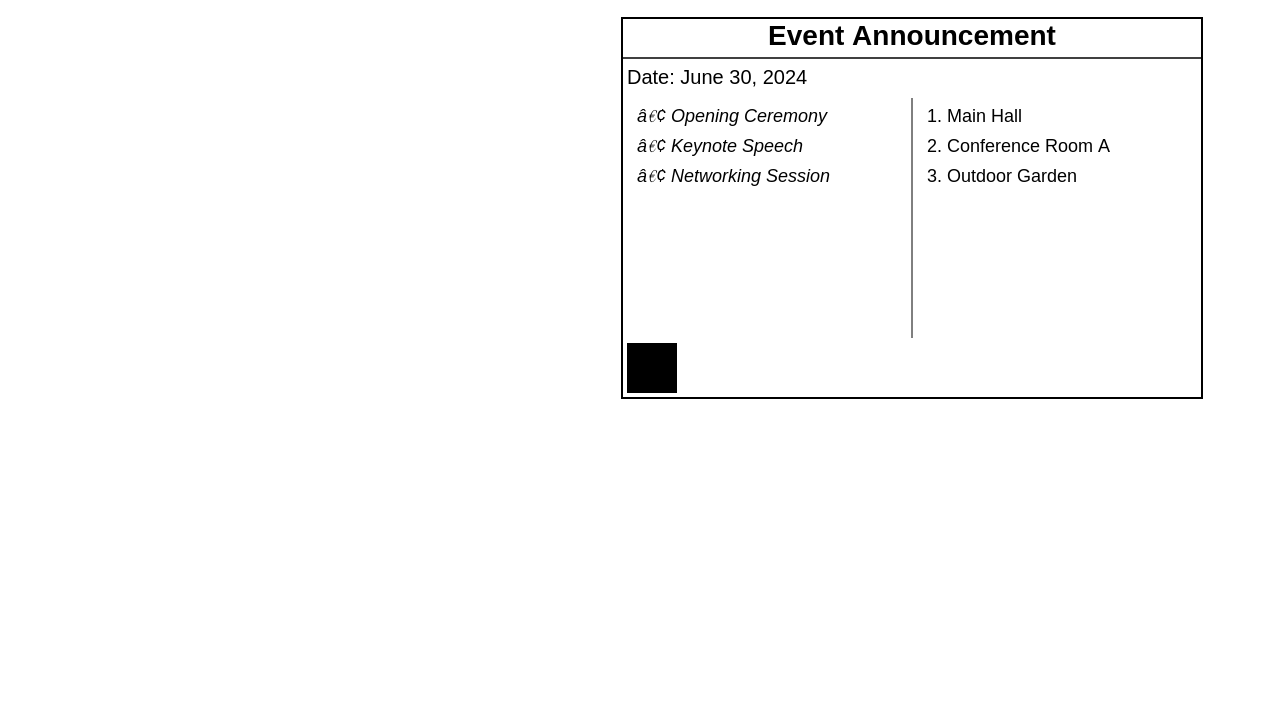 Event Announcement
Date: June 30, 2024
â€¢ Opening Ceremony
â€¢ Keynote Speech
â€¢ Networking Session
1. Main Hall
2. Conference Room A
3. Outdoor Garden